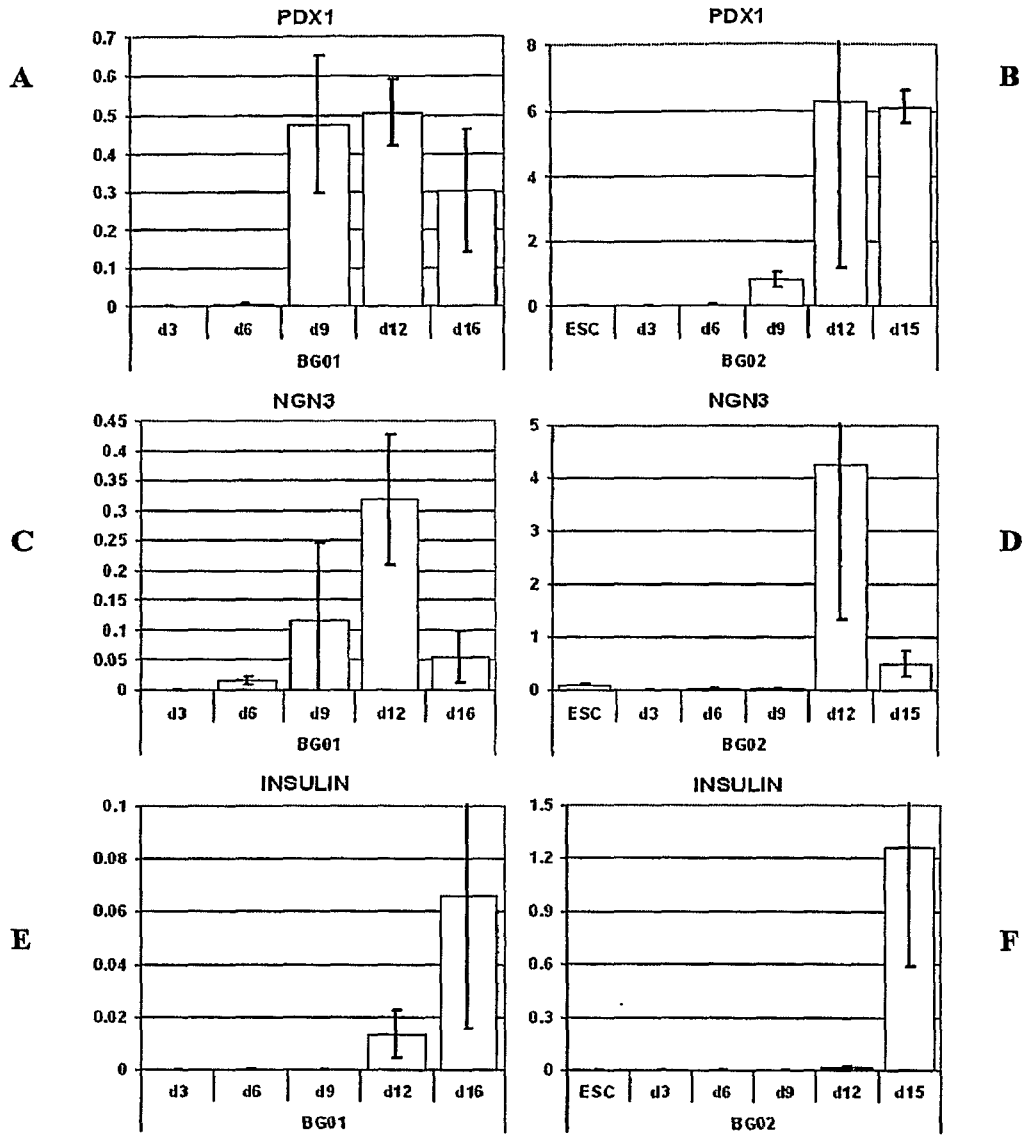 PDX1
A
0.7
0.6
0.5
0.4
0.3
0.2
0.1
0
d3 d6 d9 d12 d16
BG01
PDX1
B
8
6
4
2
0
ESC d3 d6 d9 d12 d15
BG02
NGN3
C
0.45
0.4
0.35
0.3
0.25
0.2
0.15
0.1
0.05
0
d3 d6 d9 d12 d16
BG01
NGN3
D
5
4
3
2
1
0
ESC d3 d6 d9 d12 d15
BG02
INSULIN
E
0.1
0.08
0.06
0.04
0.02
0
d3 d6 d9 d12 d16
BG01
INSULIN
F
1.5
1.2
0.9
0.6
0.3
0
ESC d3 d6 d9 d12 d15
BG02